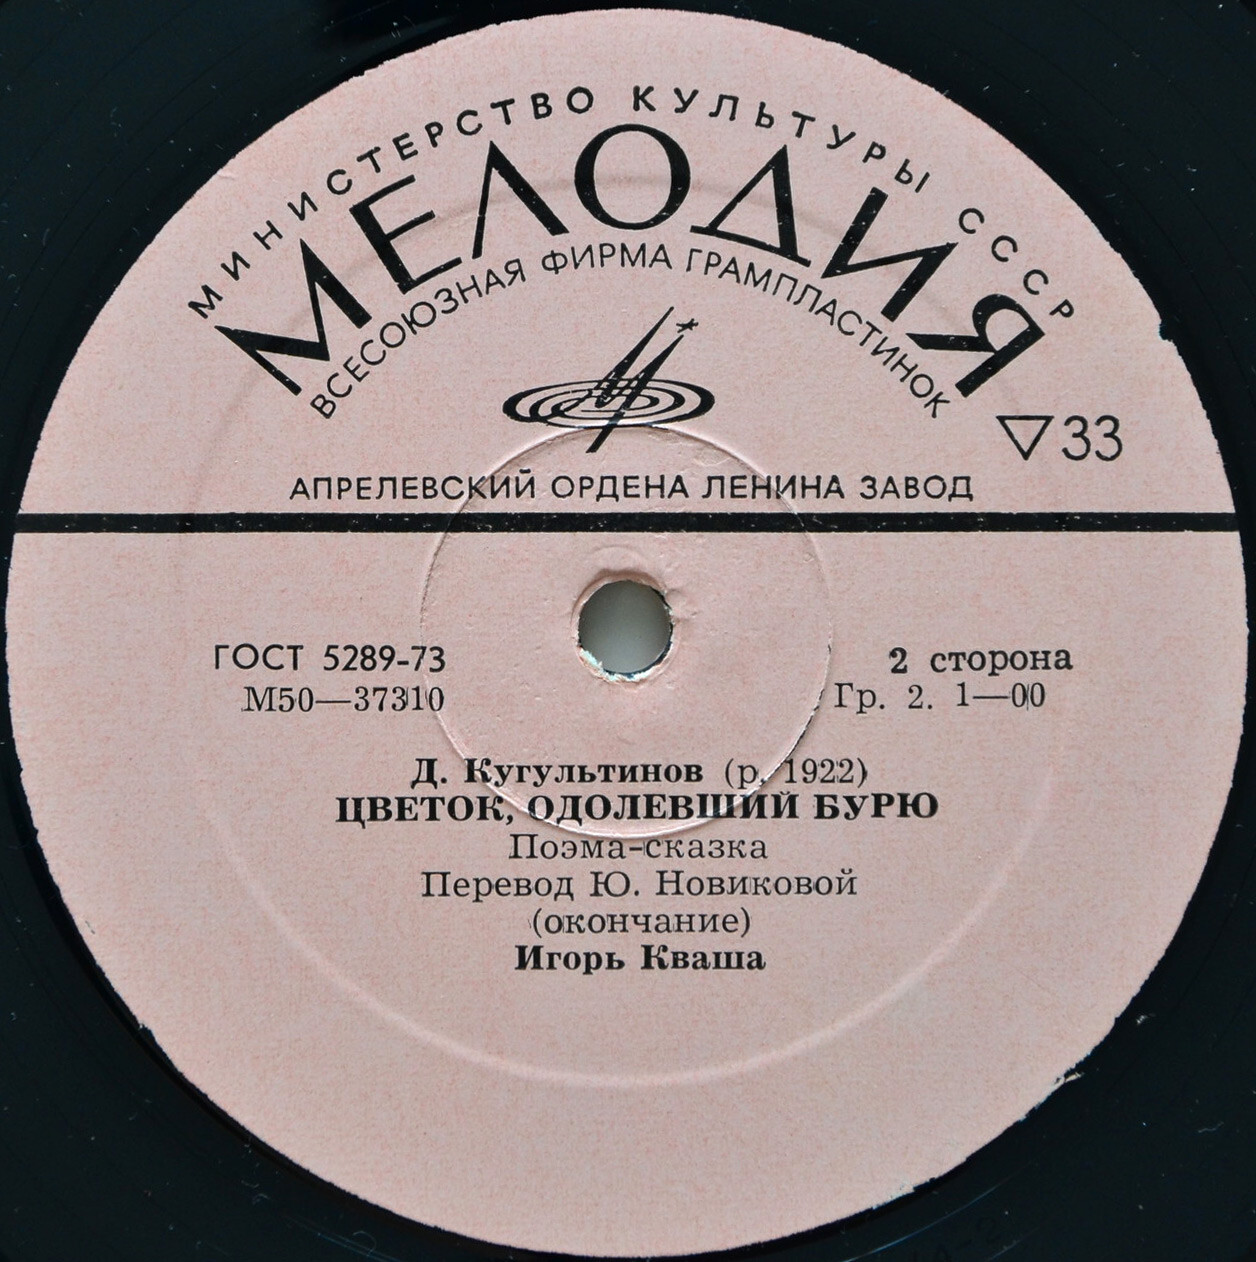 МИНИСТЕРСТВО КУЛЬТУРЫ СССР
МЕЛОДИЯ
ВСЕСОЮЗНАЯ ФИРМА ГРАМПЛАСТИНОК
33
АПРЕЛЕВСКИЙ ОРДЕНА ЛЕНИНА ЗАВОД
ГОСТ 5289-73
М50—37310
2 сторона
Гр. 2. 1—00
Д. Кугультинов (р. 1922)
ЦВЕТОК, ОДОЛЕВШИЙ БУРЮ
Поэма-сказка
Перевод Ю. Новиковой
(окончание)
Игорь Кваша